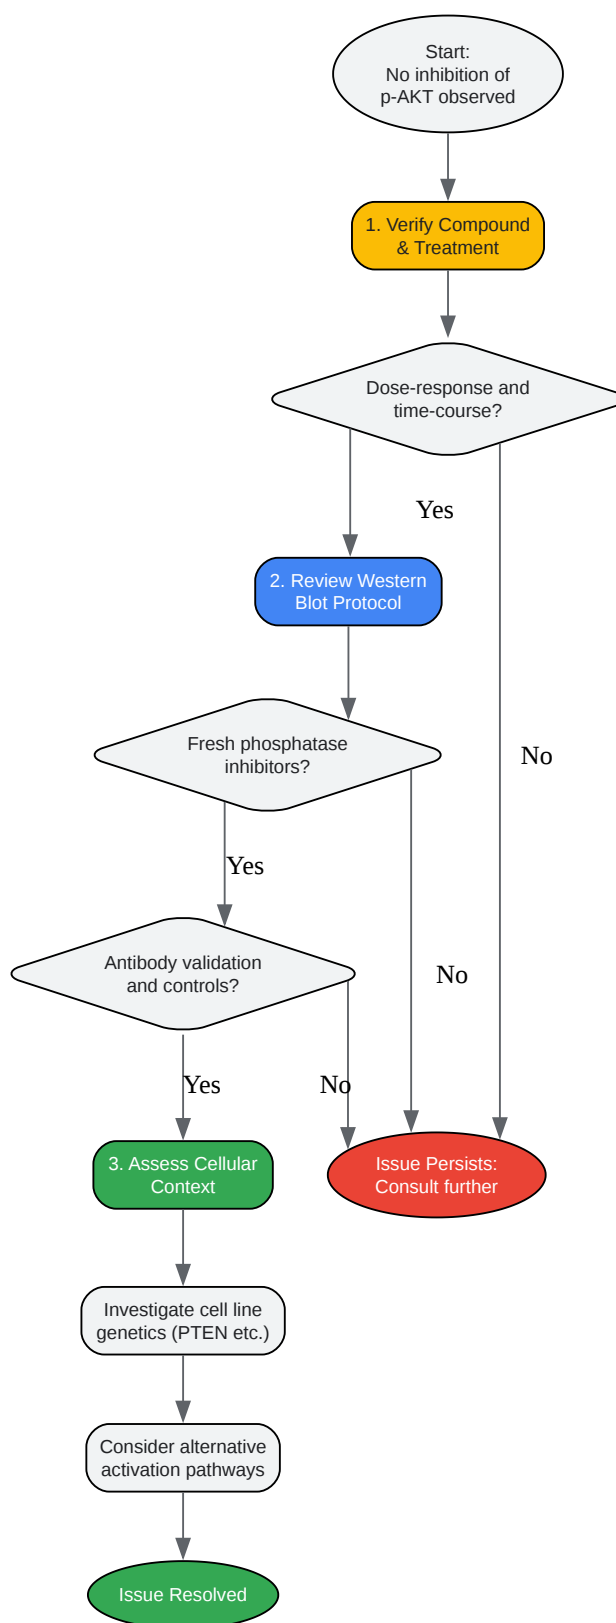 Start:
No inhibition of
p-AKT observed
1. Verify Compound
& Treatment
Dose-response and
time-course?
Yes
2. Review Western
Blot Protocol
Fresh phosphatase
inhibitors?
No
Yes
Antibody validation
and controls?
No
Yes
No
3. Assess Cellular
Context
Issue Persists:
Consult further
Investigate cell line
genetics (PTEN etc.)
Consider alternative
activation pathways
Issue Resolved